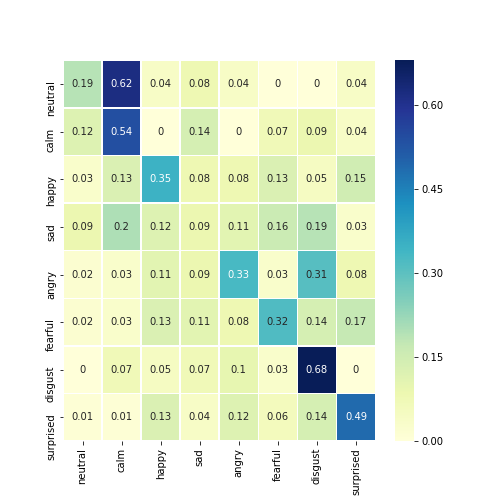 neutral 0.19 0.62 0.04 0.08 0.04 0 0 0.04
calm 0.12 0.54 0 0.14 0 0.07 0.09 0.04
happy 0.03 0.13 0.35 0.08 0.08 0.13 0.05 0.15
sad 0.09 0.2 0.12 0.09 0.11 0.16 0.19 0.03
angry 0.02 0.03 0.11 0.09 0.33 0.03 0.31 0.08
fearful 0.02 0.03 0.13 0.11 0.08 0.32 0.14 0.17
disgust 0 0.07 0.05 0.07 0.1 0.03 0.68 0
surprised 0.01 0.01 0.13 0.04 0.12 0.06 0.14 0.49
neutral calm happy sad angry fearful disgust surprised
0.60
0.45
0.30
0.15
0.00